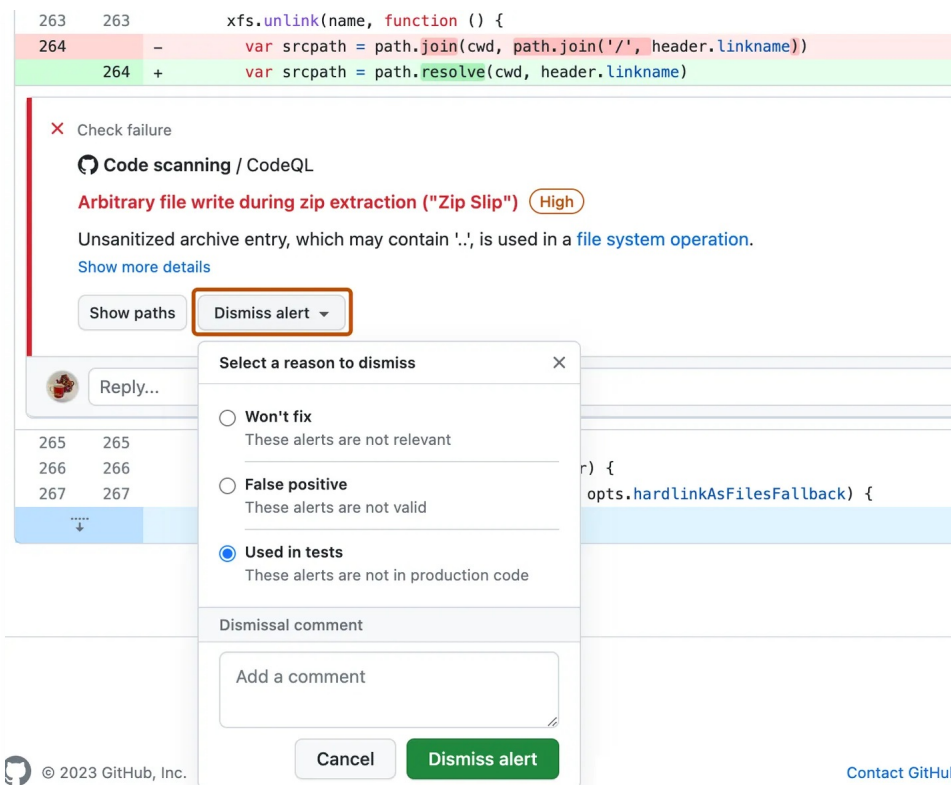 263 263 xfs.unlink(name, function () {
264 - var srcpath = path.join(cwd, path.join('/', header.linkname))
264 + var srcpath = path.resolve(cwd, header.linkname)
Check failure
Code scanning / CodeQL
Arbitrary file write during zip extraction ("Zip Slip") High
Unsanitized archive entry, which may contain '..', is used in a file system operation.
Show more details
Show paths Dismiss alert
Select a reason to dismiss
Reply...
Won't fix
These alerts are not relevant
265 265
266 266 r) {
False positive
267 267 opts.hardlinkAsFilesFallback) {
These alerts are not valid
Used in tests
These alerts are not in production code
Dismissal comment
Add a comment
Cancel Dismiss alert
© 2023 GitHub, Inc. Contact GitHu